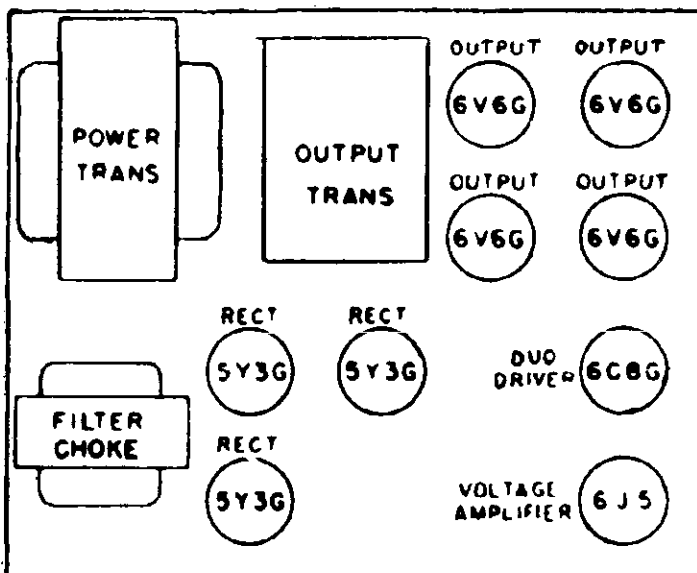 POWER
TRANS
OUTPUT
TRANS
OUTPUT
6V6G
OUTPUT
6V6G
OUTPUT
6V6G
OUTPUT
6V6G
RECT
5Y3G
RECT
5Y3G
DUO
DRIVER
6C8G
FILTER
CHOKE
RECT
5Y3G
VOLTAGE
AMPLIFIER
6J5